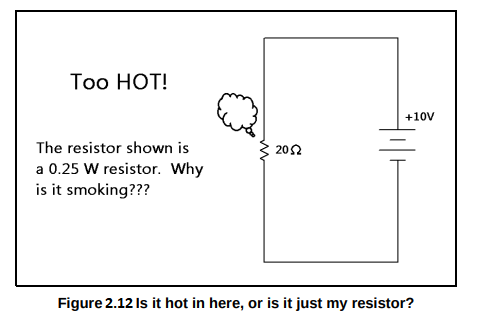 Too HOT!
+10V
The resistor shown is
a 0.25 W resistor.  Why
is it smoking???
20Ω
Figure 2.12 Is it hot in here, or is it just my resistor?